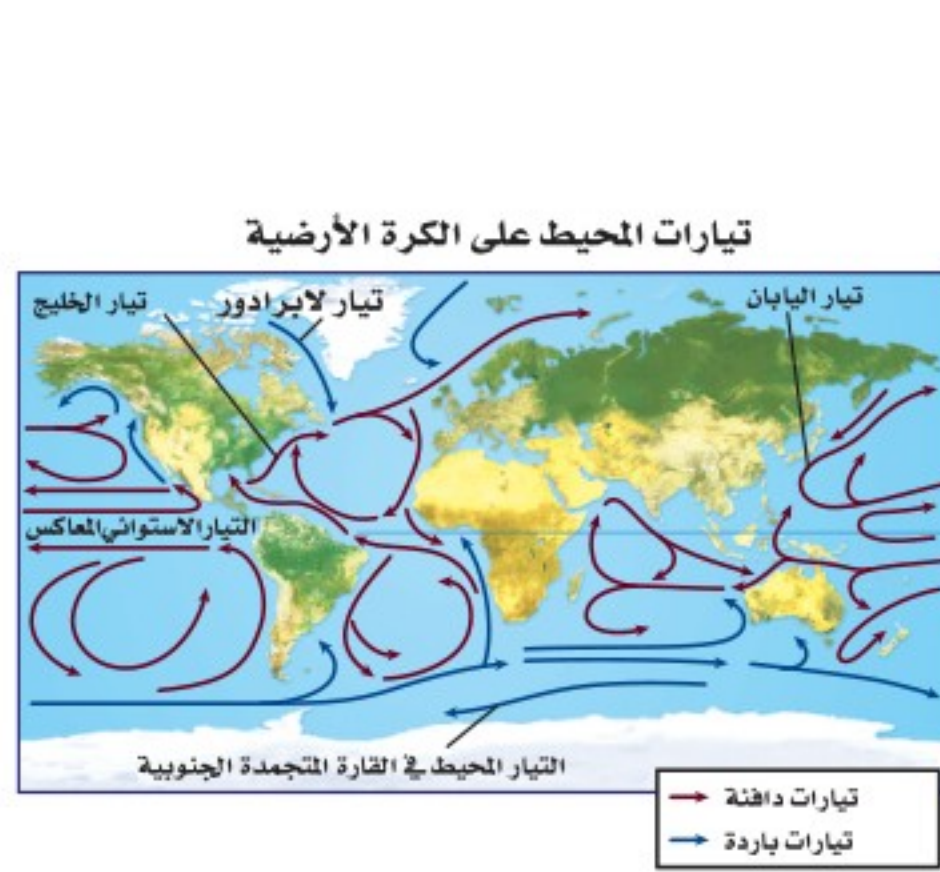 تيارات المحيط على الكرة الأرضية
تيار اليابان
تيار لابرادور
تيار الخليج
التيار الاستوائي المعاكس
التيار المحيط في القارة المتجمدة الجنوبية
تيارات دافئة
تيارات باردة